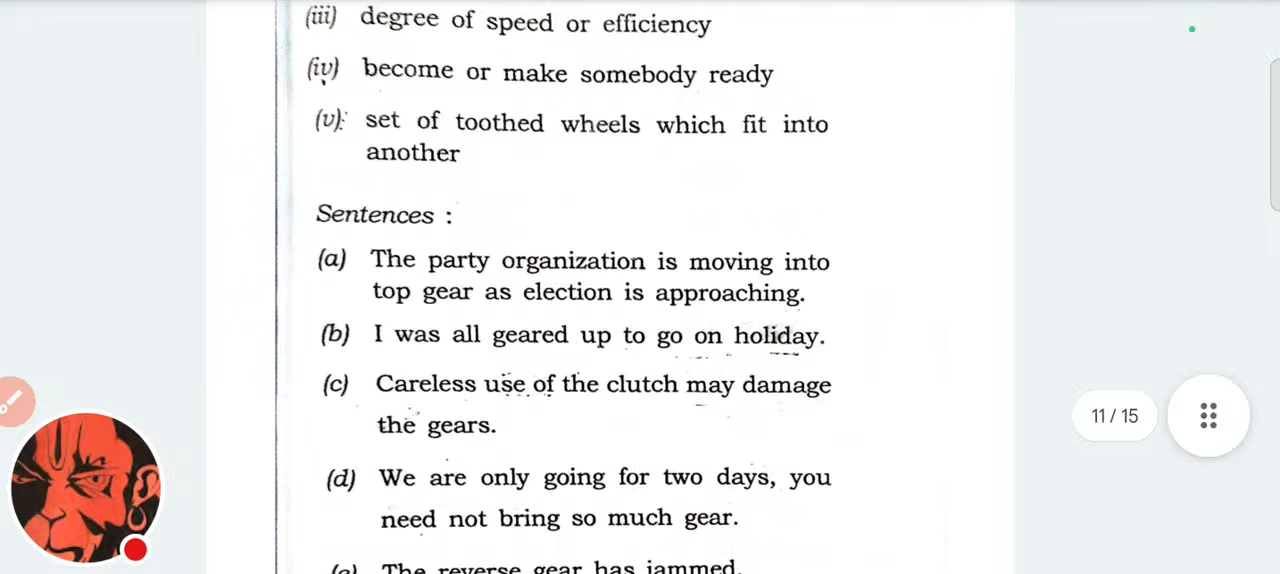 (iii) degree of speed or efficiency
(iv) become or make somebody ready
(v) set of toothed wheels which fit into
another
Sentences :
(a) The party organization is moving into
top gear as election is approaching.
(b) I was all geared up to go on holiday.
(c) Careless use of the clutch may damage
the gears.
11 / 15
(d) We are only going for two days, you
need not bring so much gear.
(e) The reverse gear has jammed.